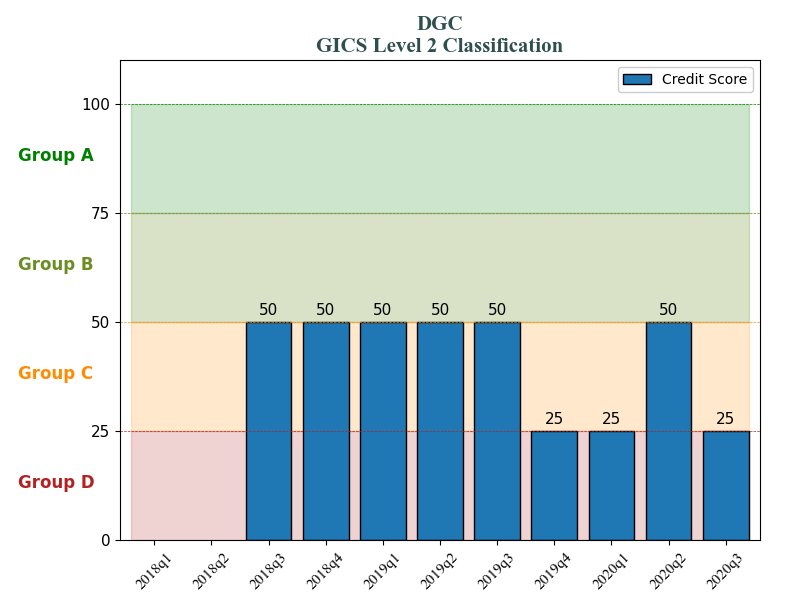 DGC
GICS Level 2 Classification
Credit Score
100
Group A
75
Group B
50
50 50 50 50 50 50
Group C
25
25 25 25
Group D
0
2018q1 2018q2 2018q3 2018q4 2019q1 2019q2 2019q3 2019q4 2020q1 2020q2 2020q3